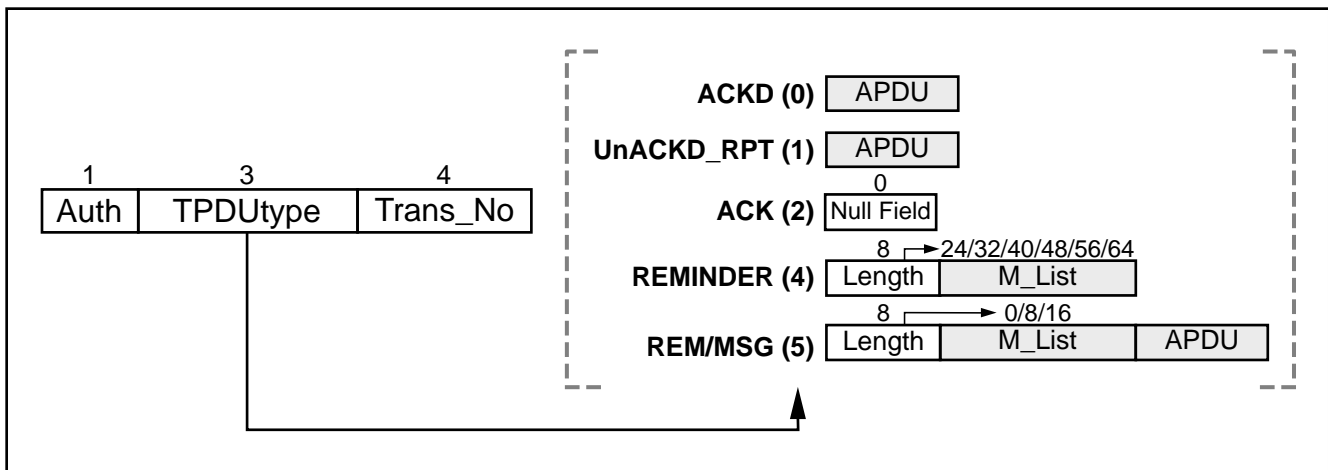 ACKD (0) APDU
UnACKD_RPT (1) APDU
1 3 4
Auth TPDUtype Trans_No
0
ACK (2) Null Field
8 24/32/40/48/56/64
REMINDER (4) Length M_List
8 0/8/16
REM/MSG (5) Length M_List APDU